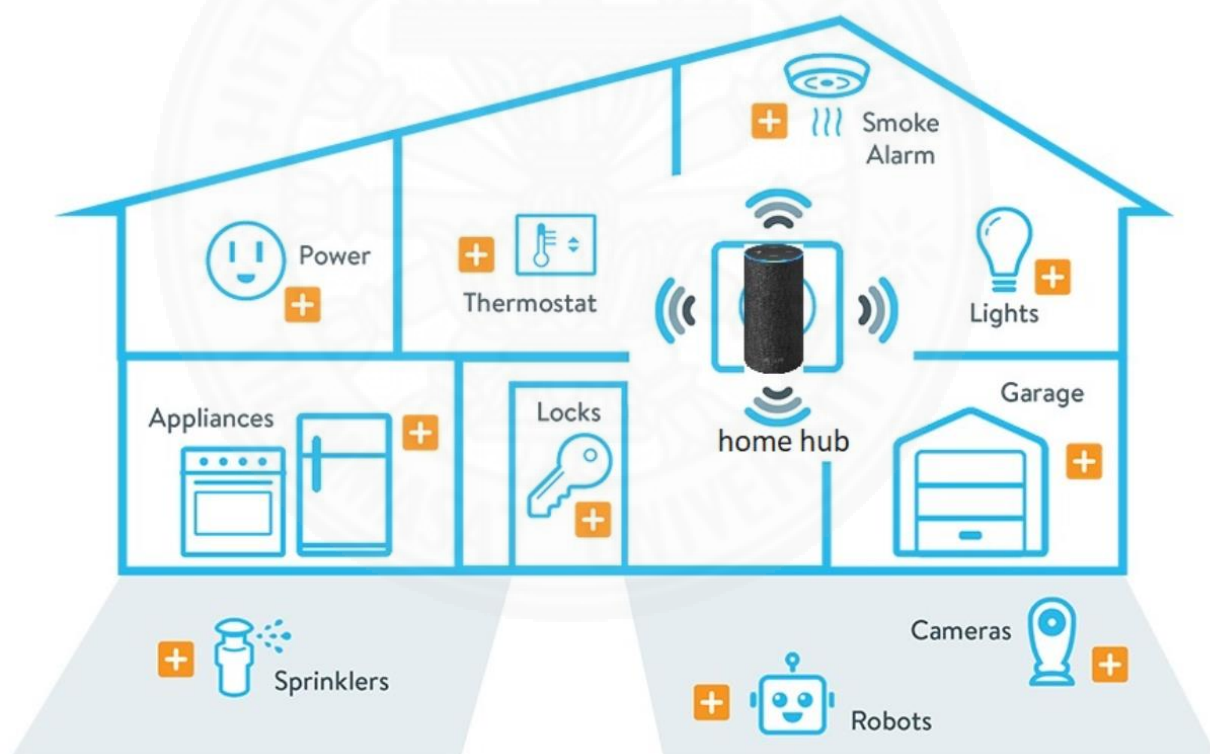 Smoke
Alarm
Power
Thermostat
Lights
Appliances
Locks
home hub
Garage
Sprinklers
Cameras
Robots